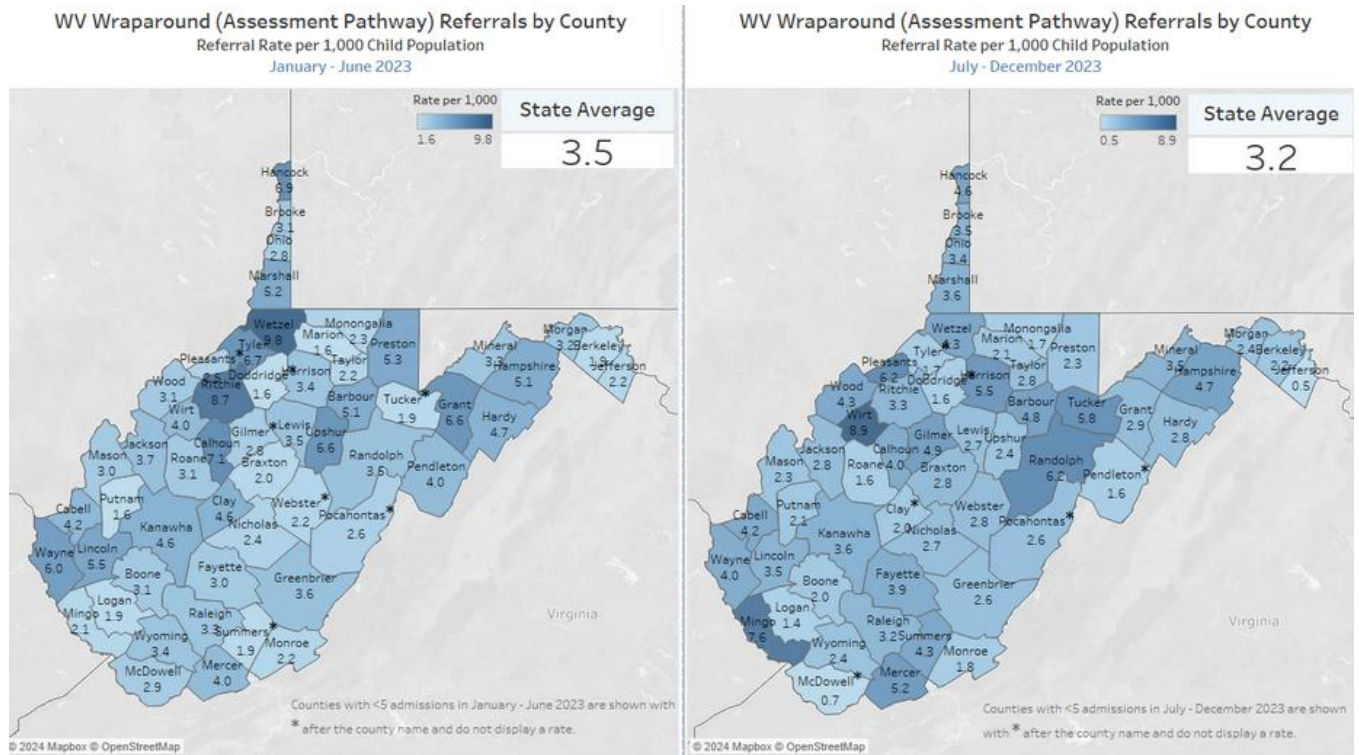 WV Wraparound (Assessment Pathway) Referrals by County
Referral Rate per 1,000 Child Population
January - June 2023
Rate per 1,000
1.6 9.8
State Average
3.5
Hancock
6.9
Brooke
3.1
Ohio
2.8
Marshall
5.2
Wetzel
9.8
Monongalia
2.3
Marion
1.6
Preston
5.3
Tyler
6.7
Pleasants *
Doddridge
1.6
Harrison
3.4
*
Taylor
2.2
Morgan
3.2
Berkeley
1.9
Jefferson
2.2
Mineral
3.3
Hampshire
5.1
Wood
3.1
Ritchie
8.7
Barbour
5.1
Tucker *
1.9
Grant
6.6
Hardy
4.7
Wirt
4.0
Calhoun
7.1
Gilmer *
2.8
Lewis
3.5
Upshur
6.6
Randolph
3.5
Pendleton
4.0
Jackson
3.7
Mason
3.0
Roane
3.1
Braxton
2.0
Webster *
2.2
Pocahontas *
2.6
Putnam
1.6
Clay
4.6
Nicholas
2.4
Cabell
4.2
Kanawha
4.6
Wayne
6.0
Lincoln
5.5
Boone
3.1
Fayette
3.0
Greenbrier
3.6
Mingo
2.1
Logan
1.9
Raleigh
3.3
Summers *
1.9
Monroe
2.2
Wyoming
3.4
McDowell
2.9
Mercer
4.0
Virginia
Counties with <5 admissions in January - June 2023 are shown with
* after the county name and do not display a rate.
© 2024 Mapbox © OpenStreetMap
WV Wraparound (Assessment Pathway) Referrals by County
Referral Rate per 1,000 Child Population
July - December 2023
Rate per 1,000
0.5 8.9
State Average
3.2
Hancock
4.6
Brooke
3.5
Ohio
3.4
Marshall
3.6
Wetzel
Monongalia
1.7
Marion
2.1
Preston
2.3
Tyler *
1.7
Pleasants
6.2
Doddridge *
1.6
Harrison
5.5
Taylor
2.8
Morgan
2.4
Berkeley
2.2
Jefferson
0.5
Mineral
3.5
Hampshire
4.7
Wood
4.3
Ritchie
3.3
Barbour
4.8
Tucker
5.8
Grant
2.9
Hardy
2.8
Wirt
8.9
Calhoun
4.0
Gilmer
4.9
Lewis
2.7
Upshur
2.4
Randolph
6.2
Pendleton *
1.6
Jackson
2.8
Mason
2.3
Roane
1.6
Braxton
2.8
Webster
2.8
Pocahontas *
2.6
Putnam
2.1
Clay *
2.0
Nicholas
2.7
Cabell
4.2
Kanawha
3.6
Wayne
4.0
Lincoln
3.5
Boone
2.0
Fayette
3.9
Greenbrier
2.6
Mingo
7.6
Logan
1.4
Raleigh
3.2
Summers
4.3
Monroe
1.8
Wyoming
2.4
McDowell *
0.7
Mercer
5.2
Virginia
Counties with <5 admissions in July - December 2023 are shown
with * after the county name and do not display a rate.
© 2024 Mapbox © OpenStreetMap